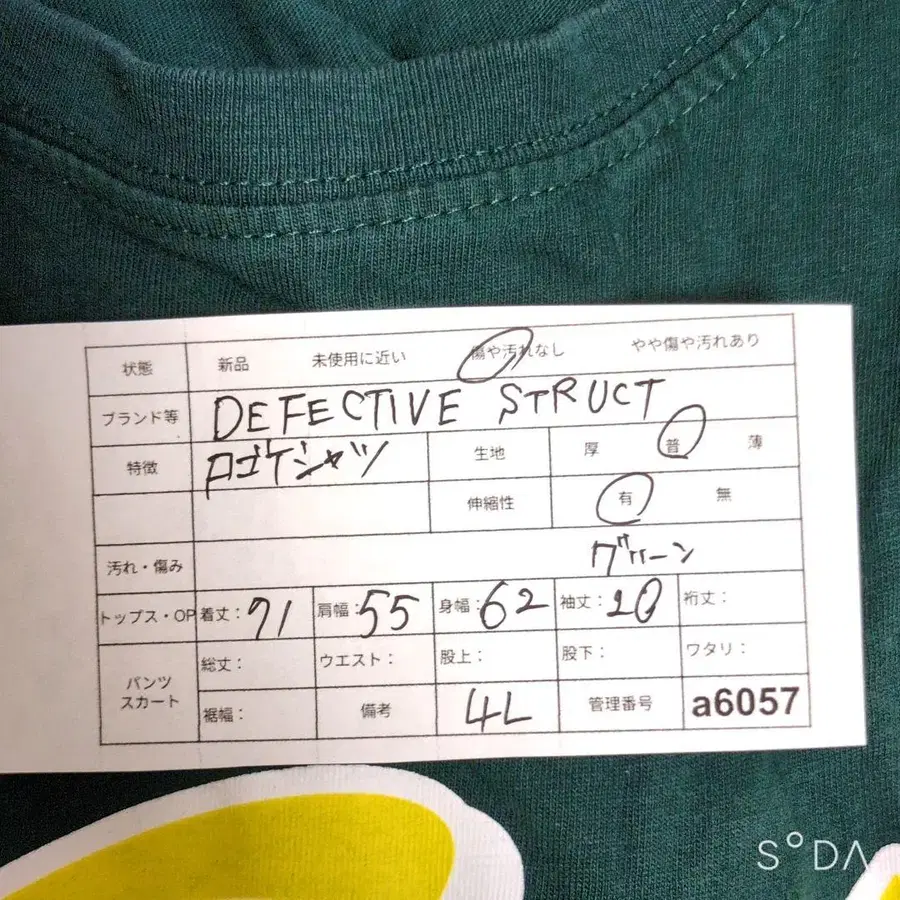 状態 新品 未使用に近い 傷や汚れなし やや傷や汚れあり
ブランド等 DEFECTIVE STRUCT
特徴 ロゴTシャツ 生地 厚 普 薄
伸縮性 有 無
汚れ・傷み グリーン
トップス・OP 着丈:71 肩幅:55 身幅:62 袖丈:20 裄丈:
パンツ スカート 総丈: ウエスト: 股上: 股下: ワタリ:
裾幅: 備考 4L 管理番号 a6057
SODA